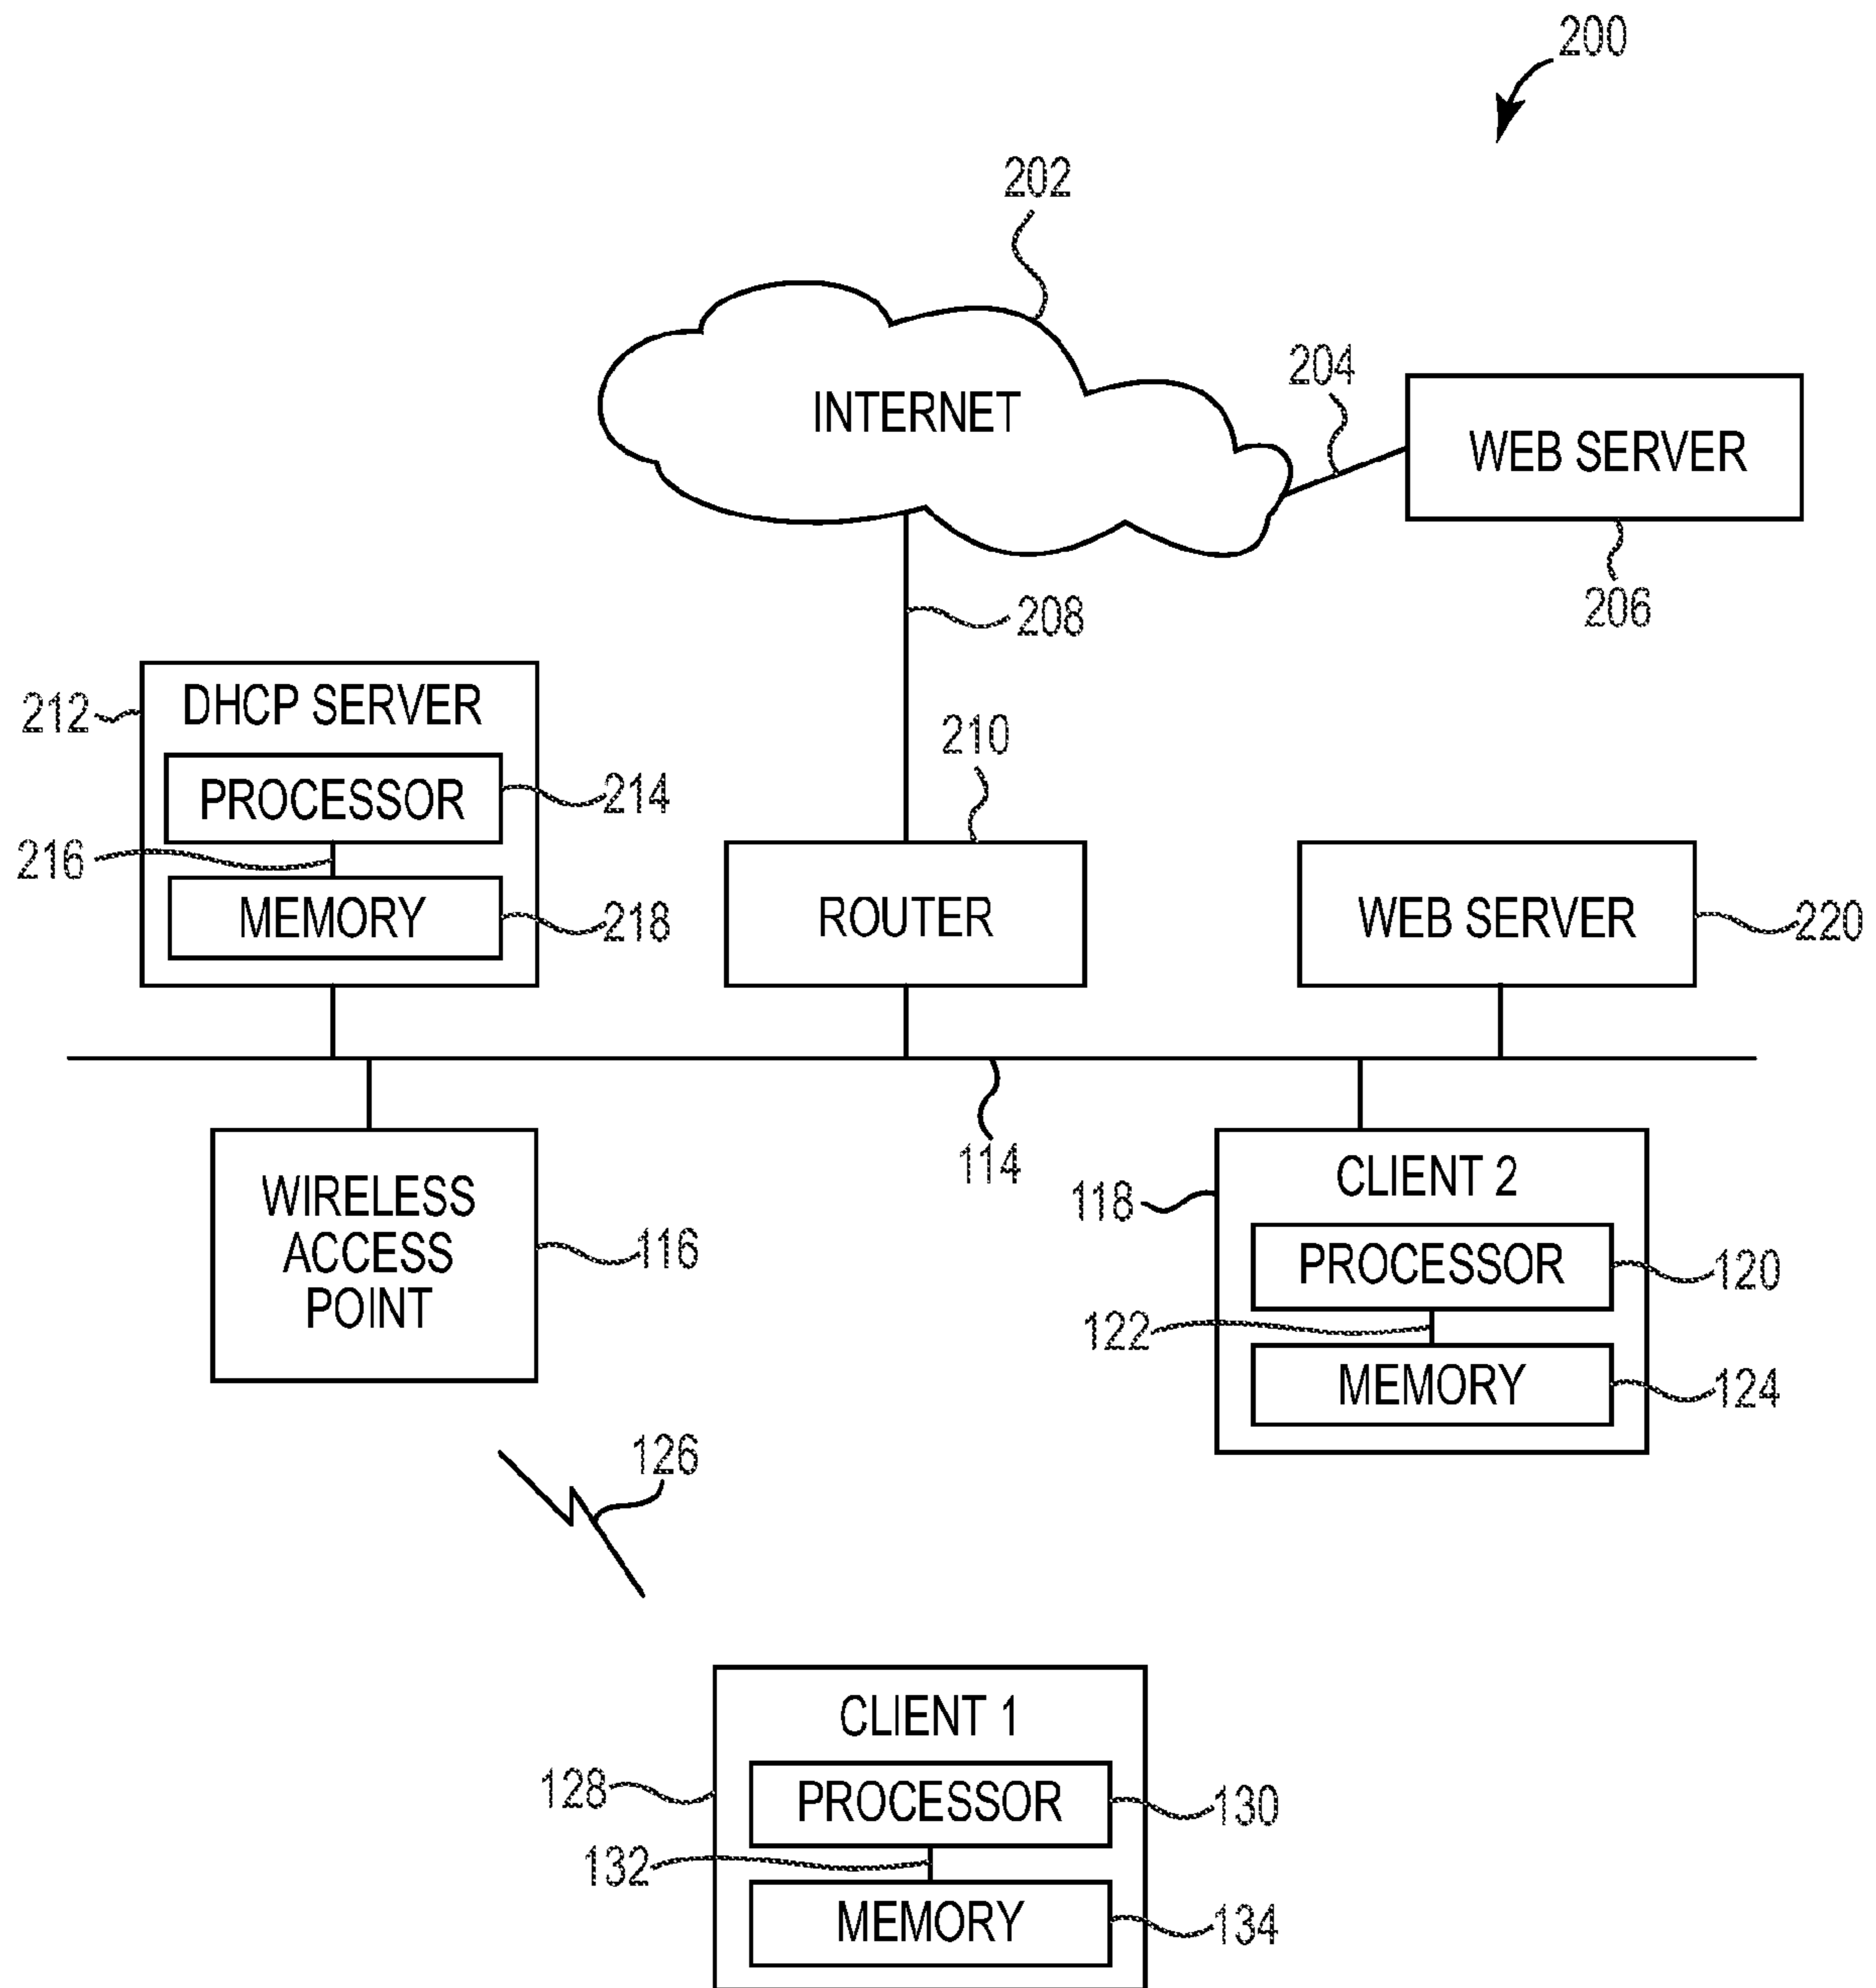 200
202
INTERNET
204
WEB SERVER
206
208
212
DHCP SERVER
PROCESSOR
214
216
MEMORY
218
210
ROUTER
WEB SERVER
220
114
WIRELESS
ACCESS
POINT
116
118
CLIENT 2
PROCESSOR
120
122
MEMORY
124
126
CLIENT 1
128
PROCESSOR
130
132
MEMORY
134